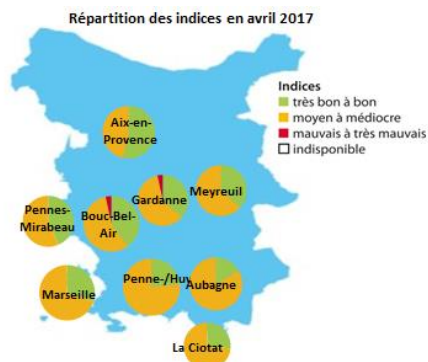 Répartition des indices en avril 2017
Indices
très bon à bon
moyen à médiocre
mauvais à très mauvais
indisponible
Aix-en-
Provence
Gardanne
Meyreuil
Pennes-
Mirabeau
Bouc-Bel-
Air
Marseille
Penne-/Huv
Aubagne
La Ciotat